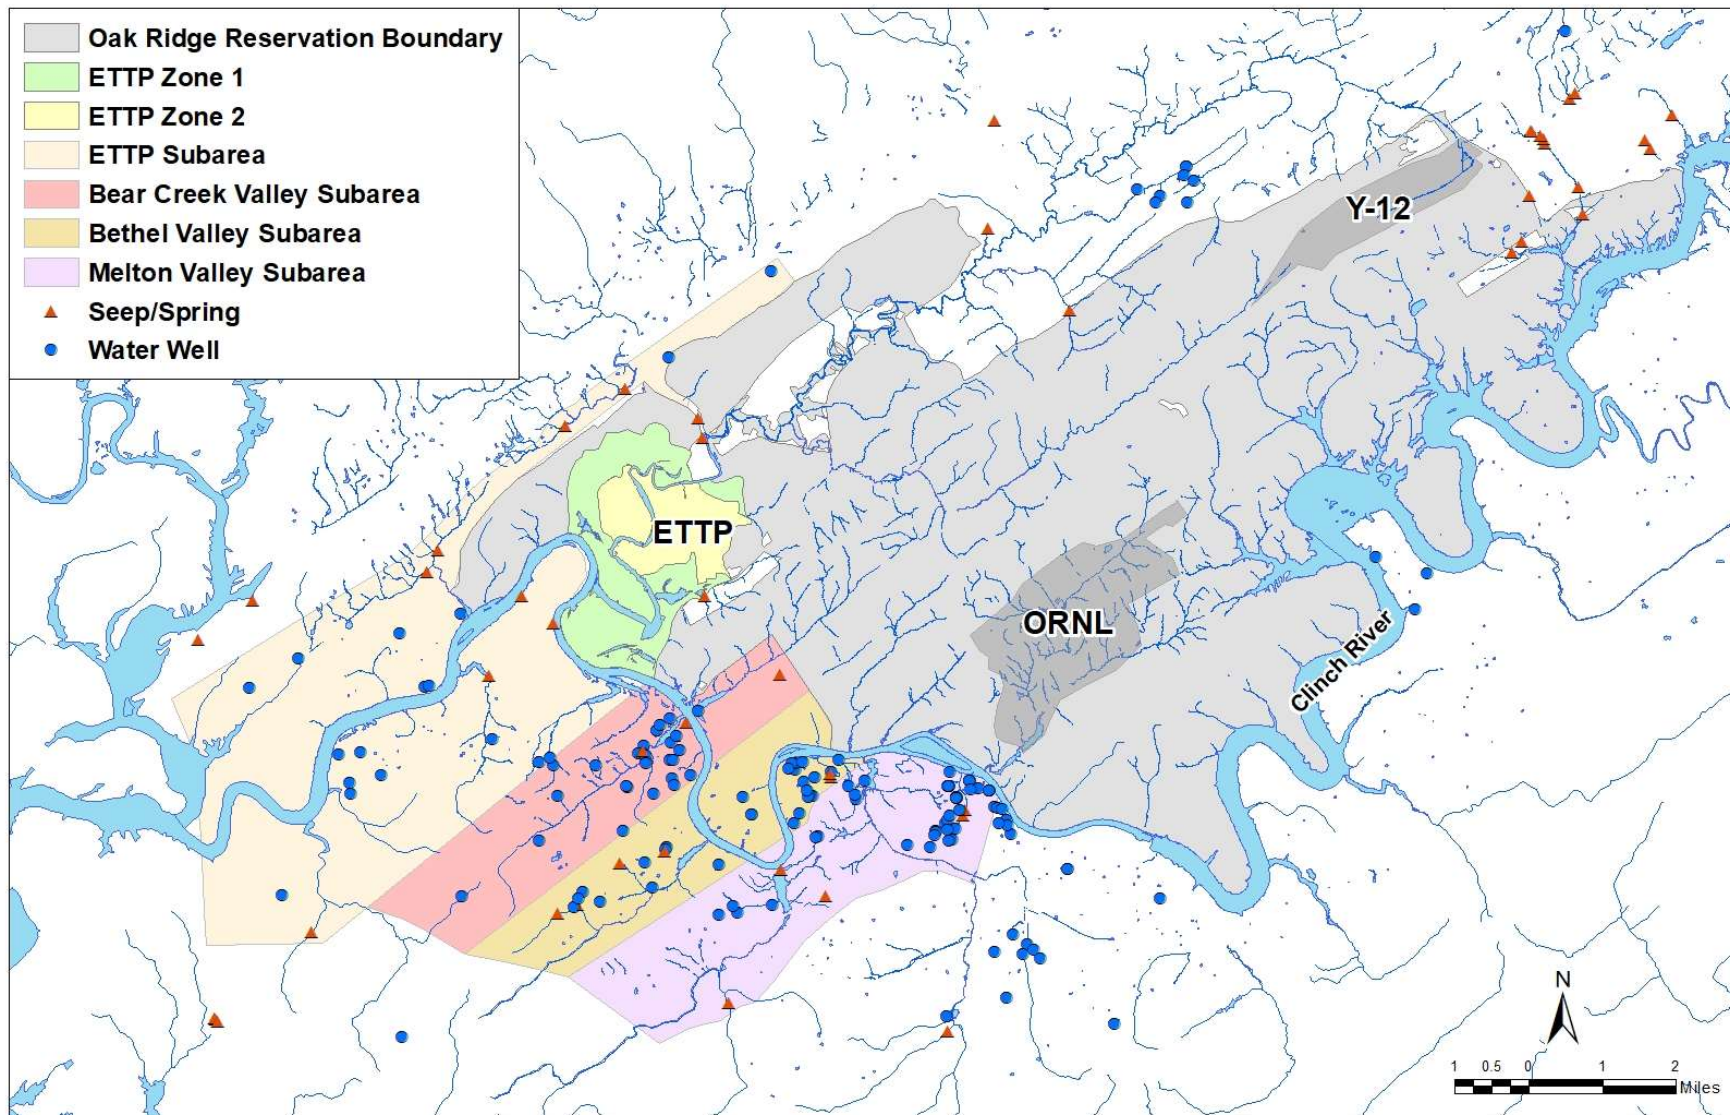 Oak Ridge Reservation Boundary
ETTP Zone 1
ETTP Zone 2
ETTP Subarea
Bear Creek Valley Subarea
Bethel Valley Subarea
Melton Valley Subarea
Seep/Spring
Water Well
Y-12
ETTP
ORNL
Clinch River
N
1 0.5 0 1 2
Miles